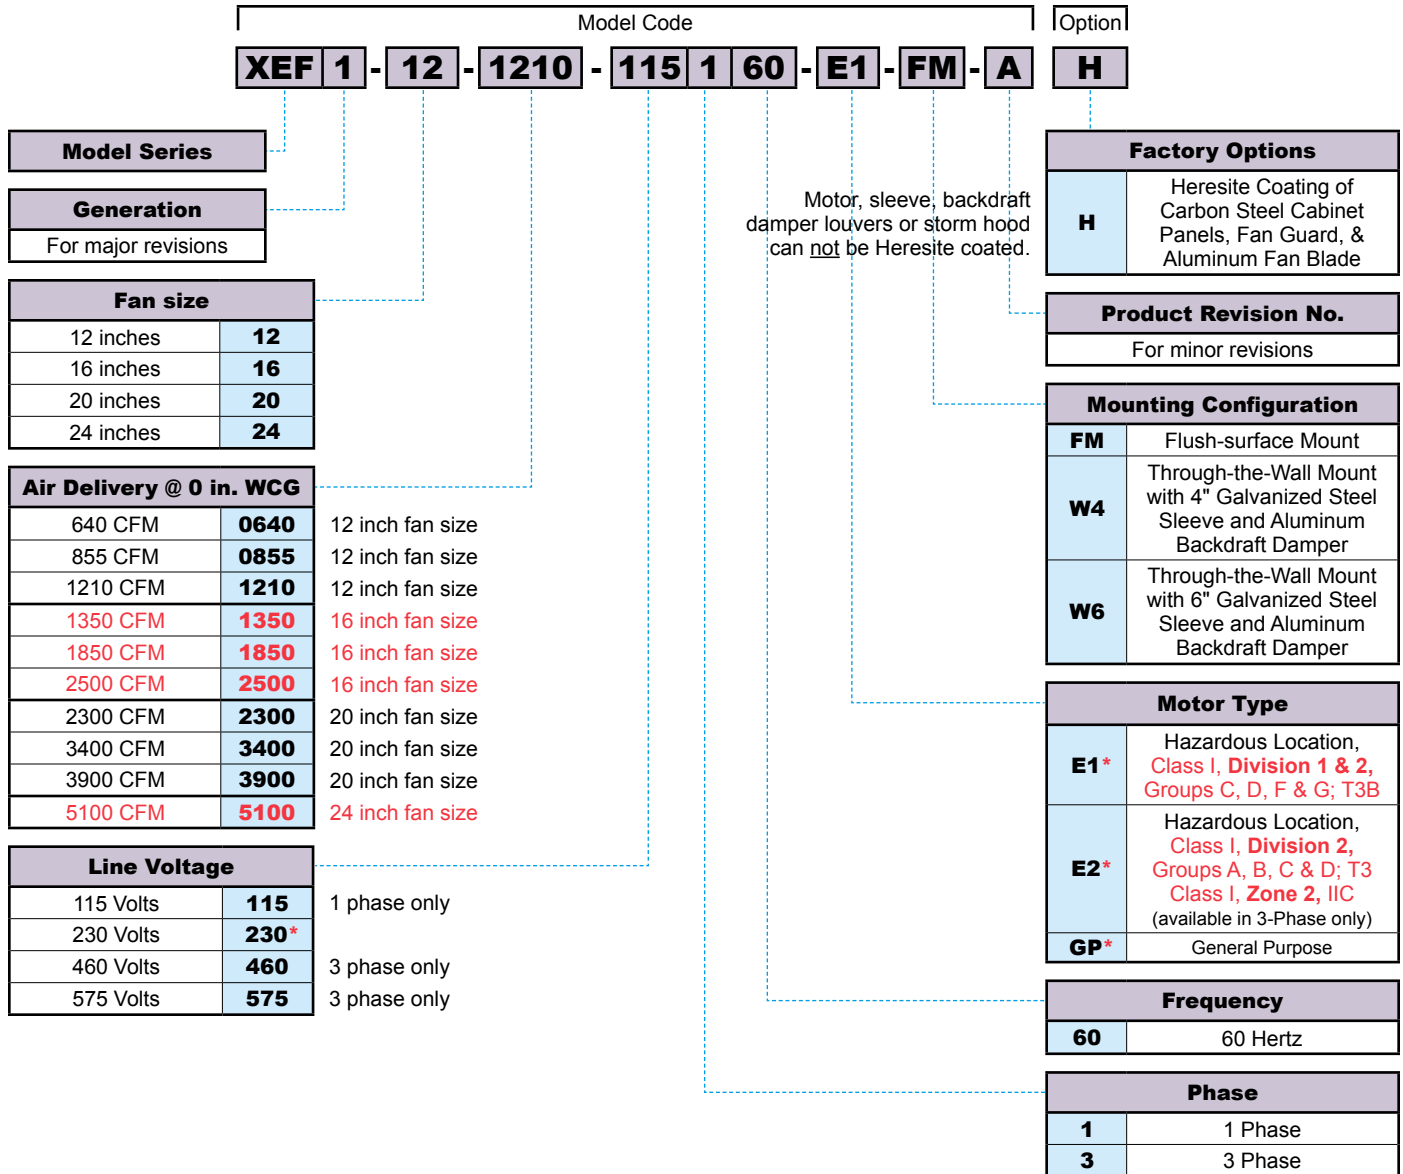 Model Code
Option
XEF 1 - 12 - 1210 - 115 1 60 - E1 - FM - A H
Model Series
Generation
For major revisions
Fan size
12 inches 12
16 inches 16
20 inches 20
24 inches 24
Air Delivery @ 0 in. WCG
640 CFM 0640 12 inch fan size
855 CFM 0855 12 inch fan size
1210 CFM 1210 12 inch fan size
1350 CFM 1350 16 inch fan size
1850 CFM 1850 16 inch fan size
2500 CFM 2500 16 inch fan size
2300 CFM 2300 20 inch fan size
3400 CFM 3400 20 inch fan size
3900 CFM 3900 20 inch fan size
5100 CFM 5100 24 inch fan size
Line Voltage
115 Volts 115 1 phase only
230 Volts 230*
460 Volts 460 3 phase only
575 Volts 575 3 phase only
Motor, sleeve, backdraft
damper louvers or storm hood
can not be Heresite coated.
Factory Options
H
Heresite Coating of
Carbon Steel Cabinet
Panels, Fan Guard, &
Aluminum Fan Blade
Product Revision No.
For minor revisions
Mounting Configuration
FM Flush-surface Mount
W4
Through-the-Wall Mount
with 4" Galvanized Steel
Sleeve and Aluminum
Backdraft Damper
W6
Through-the-Wall Mount
with 6" Galvanized Steel
Sleeve and Aluminum
Backdraft Damper
Motor Type
E1*
Hazardous Location,
Class I, Division 1 & 2,
Groups C, D, F & G; T3B
E2*
Hazardous Location,
Class I, Division 2,
Groups A, B, C & D; T3
Class I, Zone 2, IIC
(available in 3-Phase only)
GP* General Purpose
Frequency
60 60 Hertz
Phase
1 1 Phase
3 3 Phase